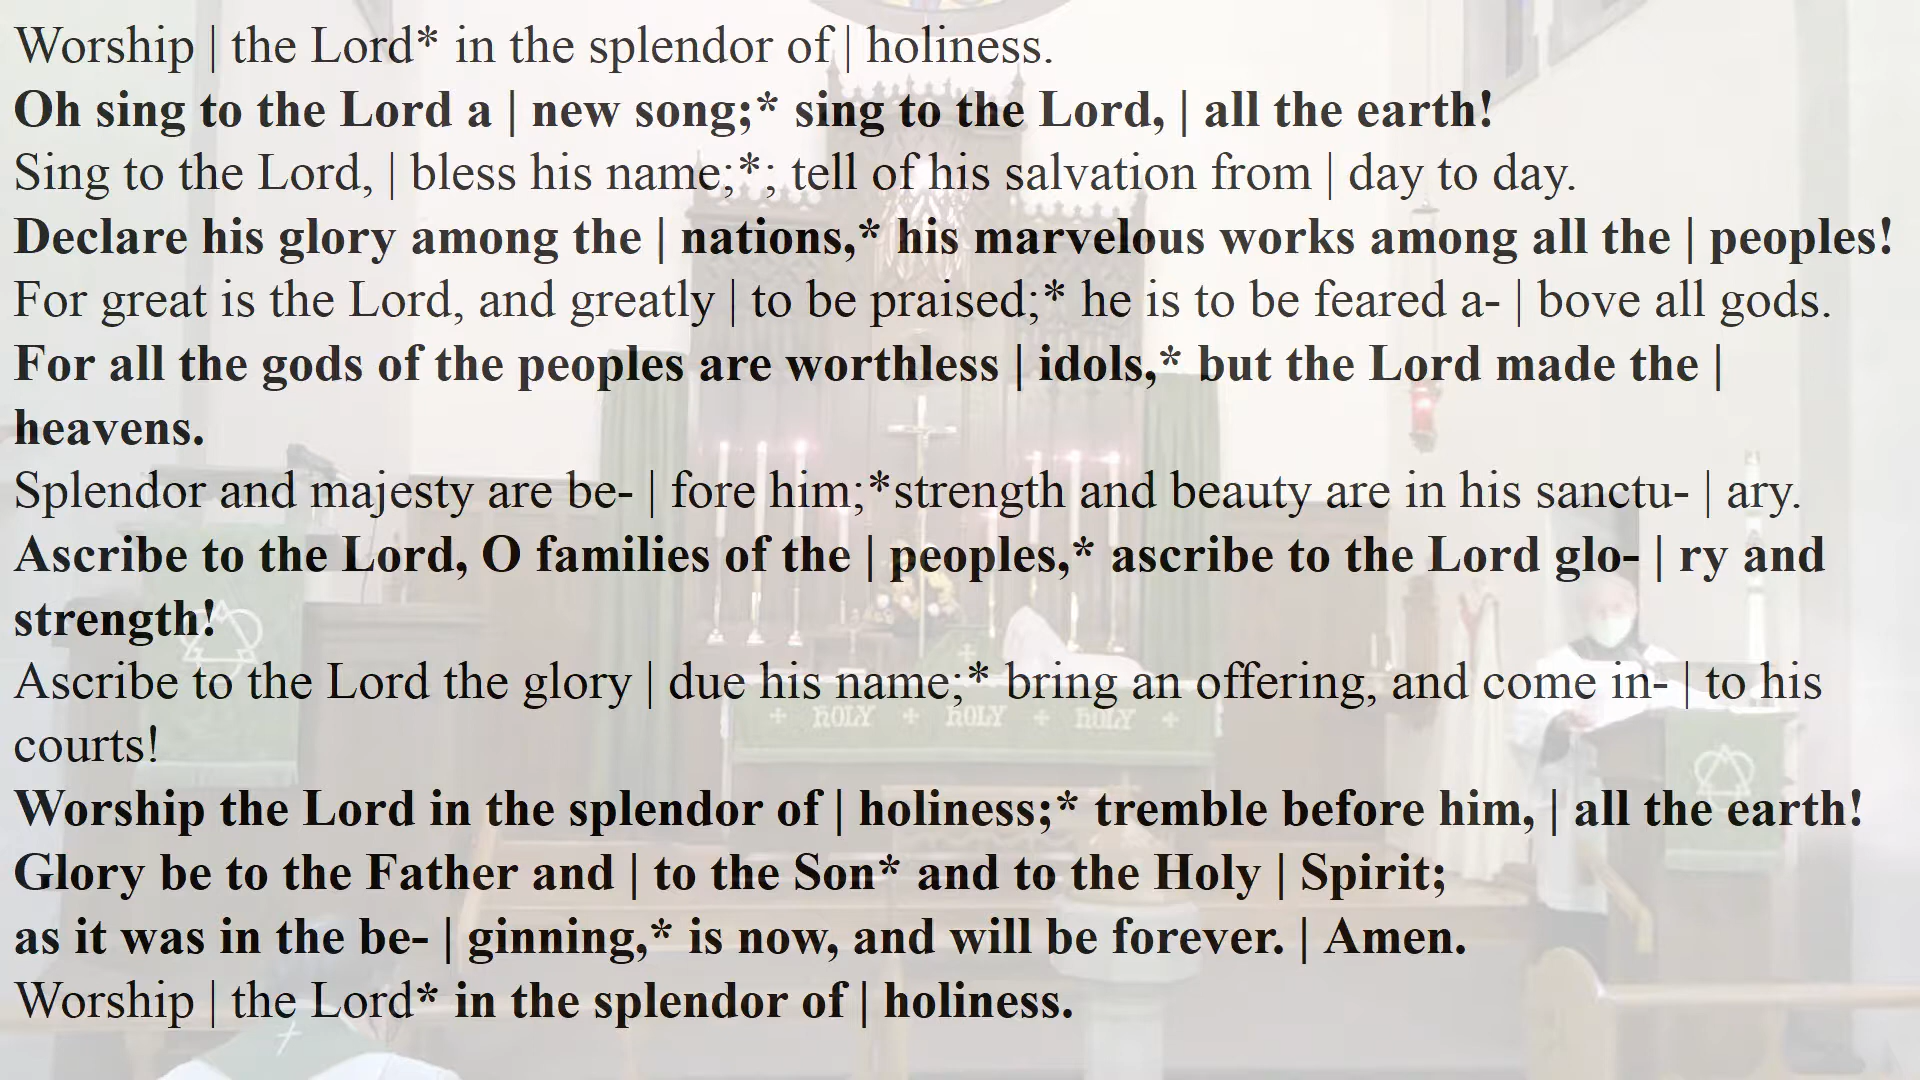 Worship | the Lord* in the splendor of | holiness.
Oh sing to the Lord a | new song;* sing to the Lord, | all the earth!
Sing to the Lord, | bless his name;*; tell of his salvation from | day to day.
Declare his glory among the | nations,* his marvelous works among all the | peoples!
For great is the Lord, and greatly | to be praised;* he is to be feared a- | bove all gods.
For all the gods of the peoples are worthless | idols,* but the Lord made the |
heavens.
Splendor and majesty are be- | fore him;*strength and beauty are in his sanctu- | ary.
Ascribe to the Lord, O families of the | peoples,* ascribe to the Lord glo- | ry and
strength!
Ascribe to the Lord the glory | due his name;* bring an offering, and come in- | to his
courts!
HOLY HOLY HOLY
Worship the Lord in the splendor of | holiness;* tremble before him, | all the earth!
Glory be to the Father and | to the Son* and to the Holy | Spirit;
as it was in the be- | ginning,* is now, and will be forever. | Amen.
Worship | the Lord* in the splendor of | holiness.